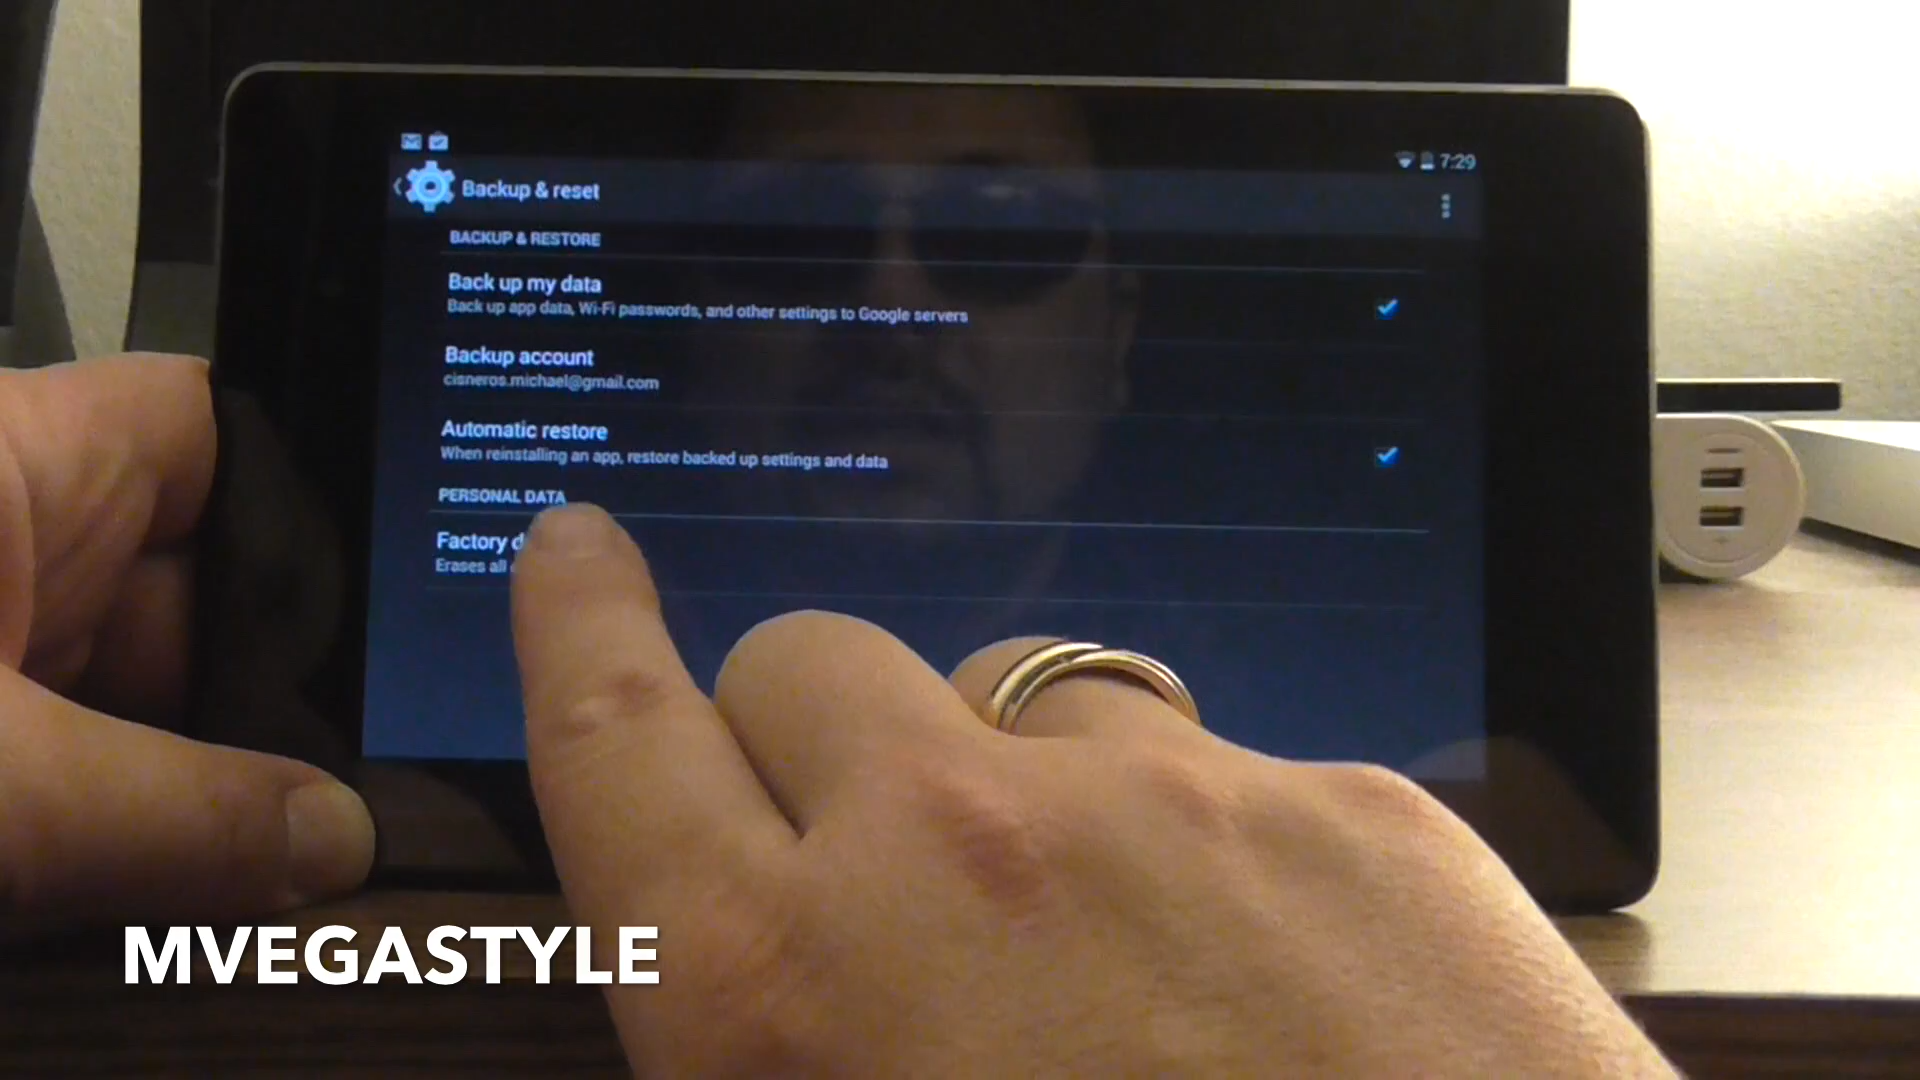 7:29
Backup & reset
BACKUP & RESTORE
Back up my data
Back up app data, Wi-Fi passwords, and other settings to Google servers
Backup account
cisneros.michael@gmail.com
Automatic restore
When reinstalling an app, restore backed up settings and data
PERSONAL DATA
Factory
Erases all
MVEGASTYLE